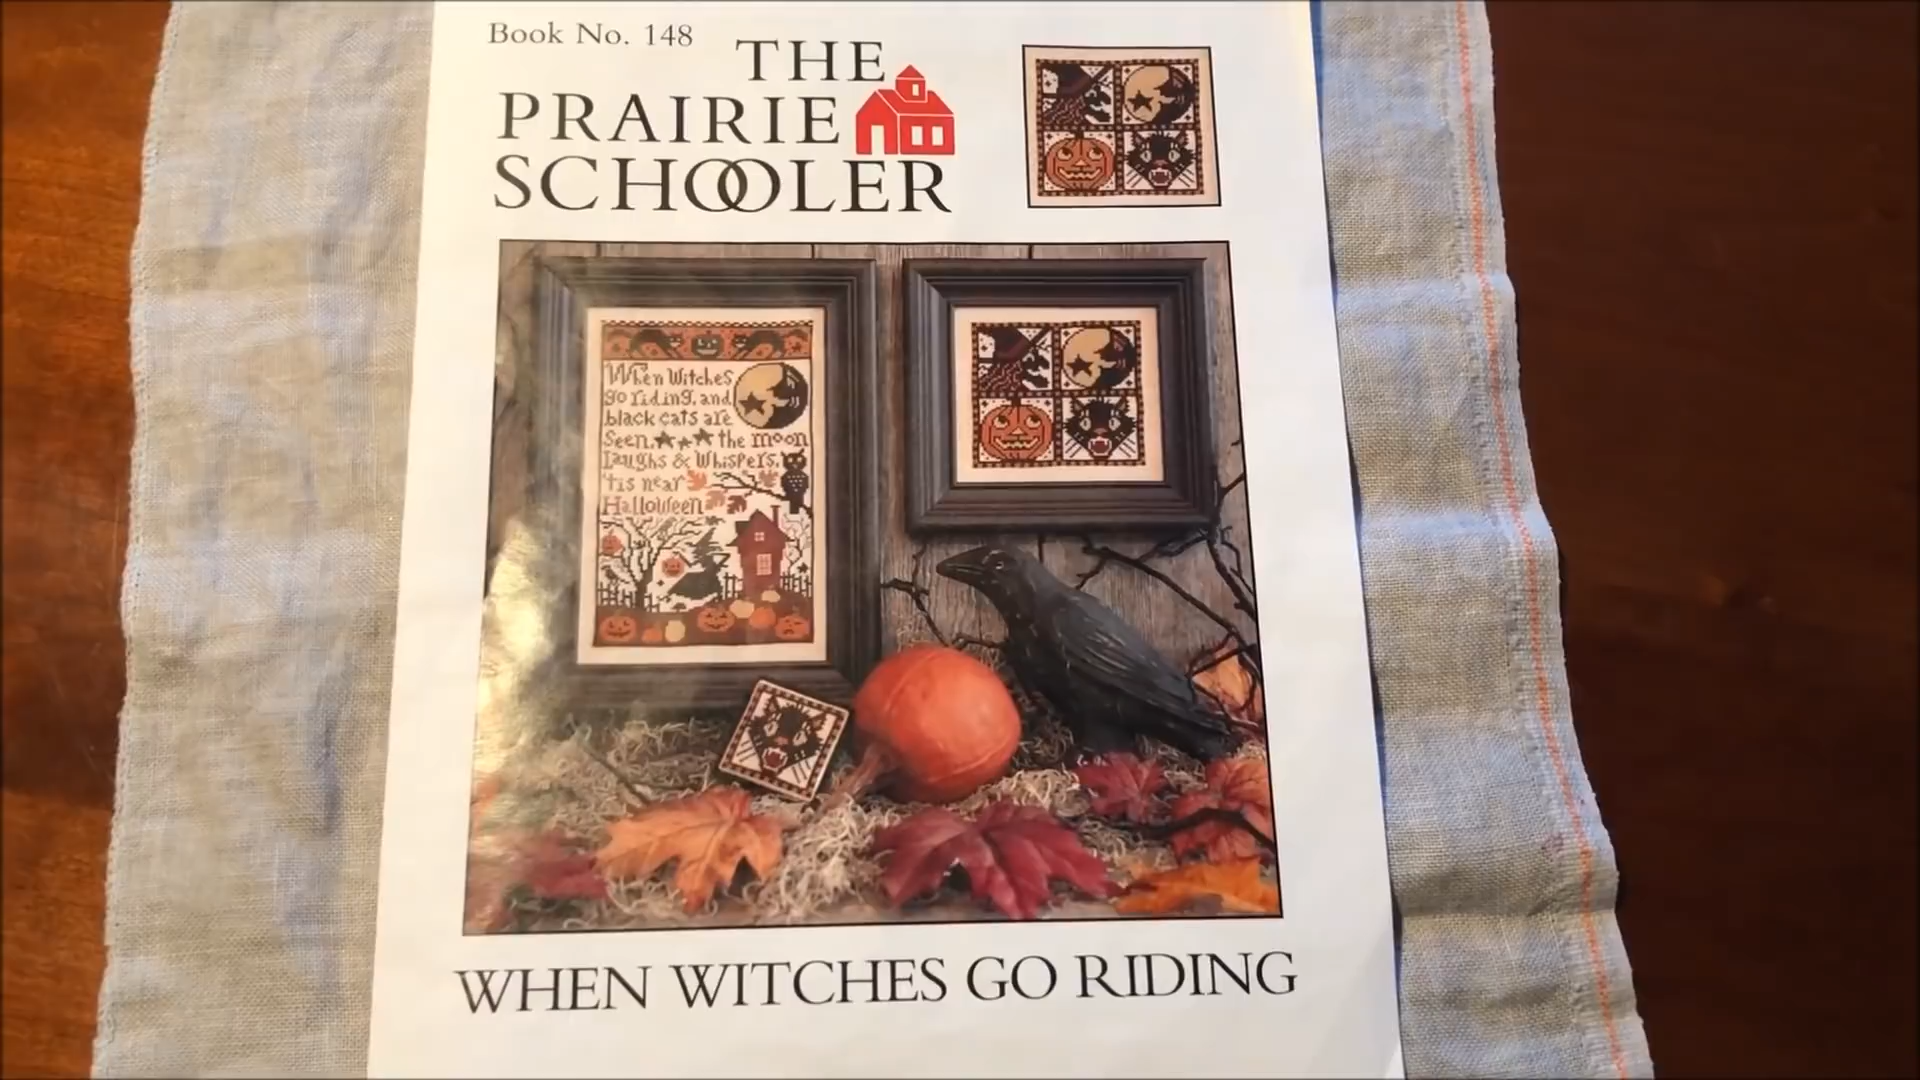 Book No. 148
THE
PRAIRIE
SCHOOLER
When Witches
go riding, and
black cats are
seen, the moon
laughs & whispers,
'tis near
Halloween
WHEN WITCHES GO RIDING